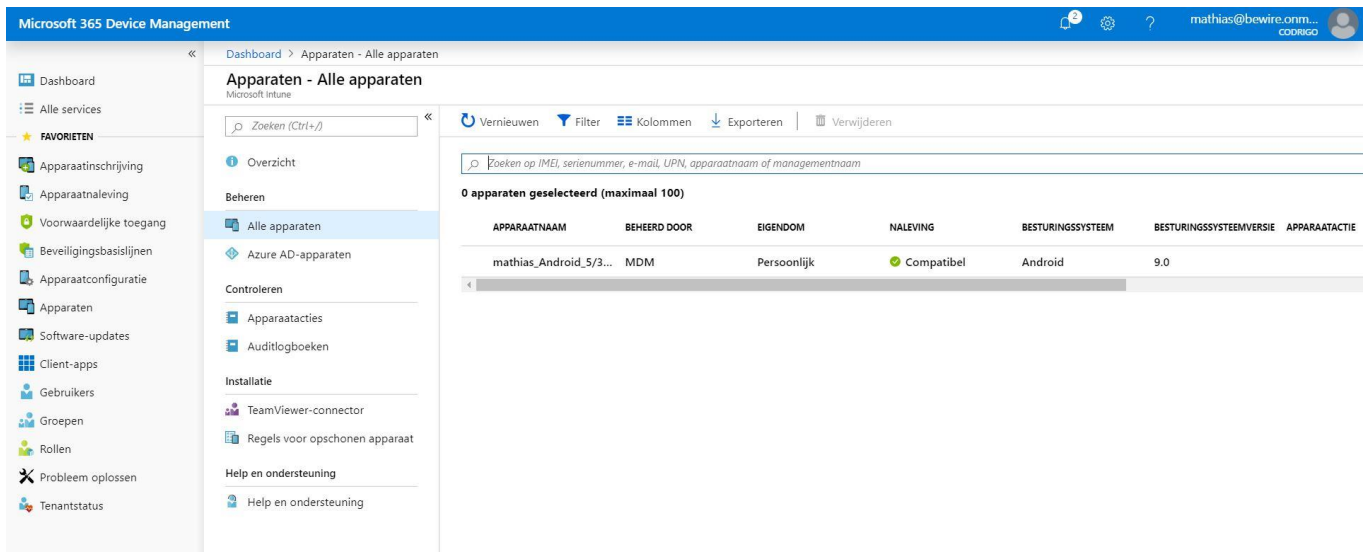 Microsoft 365 Device Management
2
?
mathias@bewire.onm...
CODRIGO
«
Dashboard
Alle services
FAVORIETEN
Apparaatinschrijving
Apparaatnaleving
Voorwaardelijke toegang
Beveiligingsbasislijnen
Apparaatconfiguratie
Apparaten
Software-updates
Client-apps
Gebruikers
Groepen
Rollen
Probleem oplossen
Tenantstatus
Dashboard > Apparaten - Alle apparaten
Apparaten - Alle apparaten
Microsoft Intune
Zoeken (Ctrl+/)
«
Overzicht
Beheren
Alle apparaten
Azure AD-apparaten
Controleren
Apparaatacties
Auditlogboeken
Installatie
TeamViewer-connector
Regels voor opschonen apparaat
Help en ondersteuning
Help en ondersteuning
Vernieuwen Filter Kolommen Exporteren Verwijderen
Zoeken op IMEI, serienummer, e-mail, UPN, apparaatnaam of managementnaam
0 apparaten geselecteerd (maximaal 100)
APPARAATNAAM BEHEERD DOOR EIGENDOM NALEVING BESTURINGSSYSTEEM BESTURINGSSYSTEEMVERSIE APPARAATACTIE
mathias_Android_5/3... MDM Persoonlijk Compatibel Android 9.0